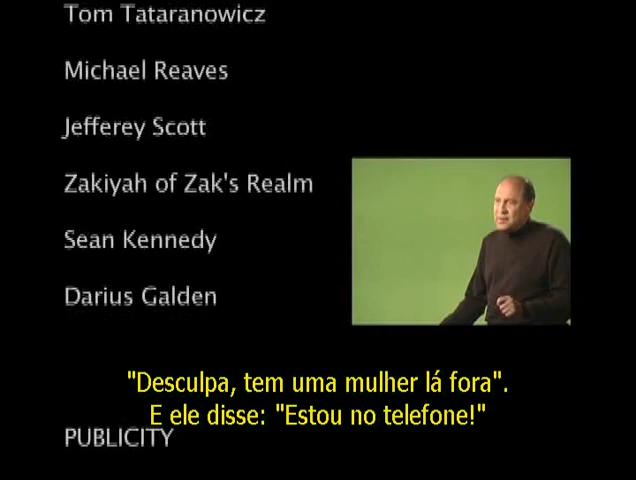 Tom Tataranowicz
Michael Reaves
Jefferey Scott
Zakiyah of Zak's Realm
Sean Kennedy
Darius Galden
"Desculpa, tem uma mulher lá fora".
E ele disse: "Estou no telefone!"
PUBLICITY